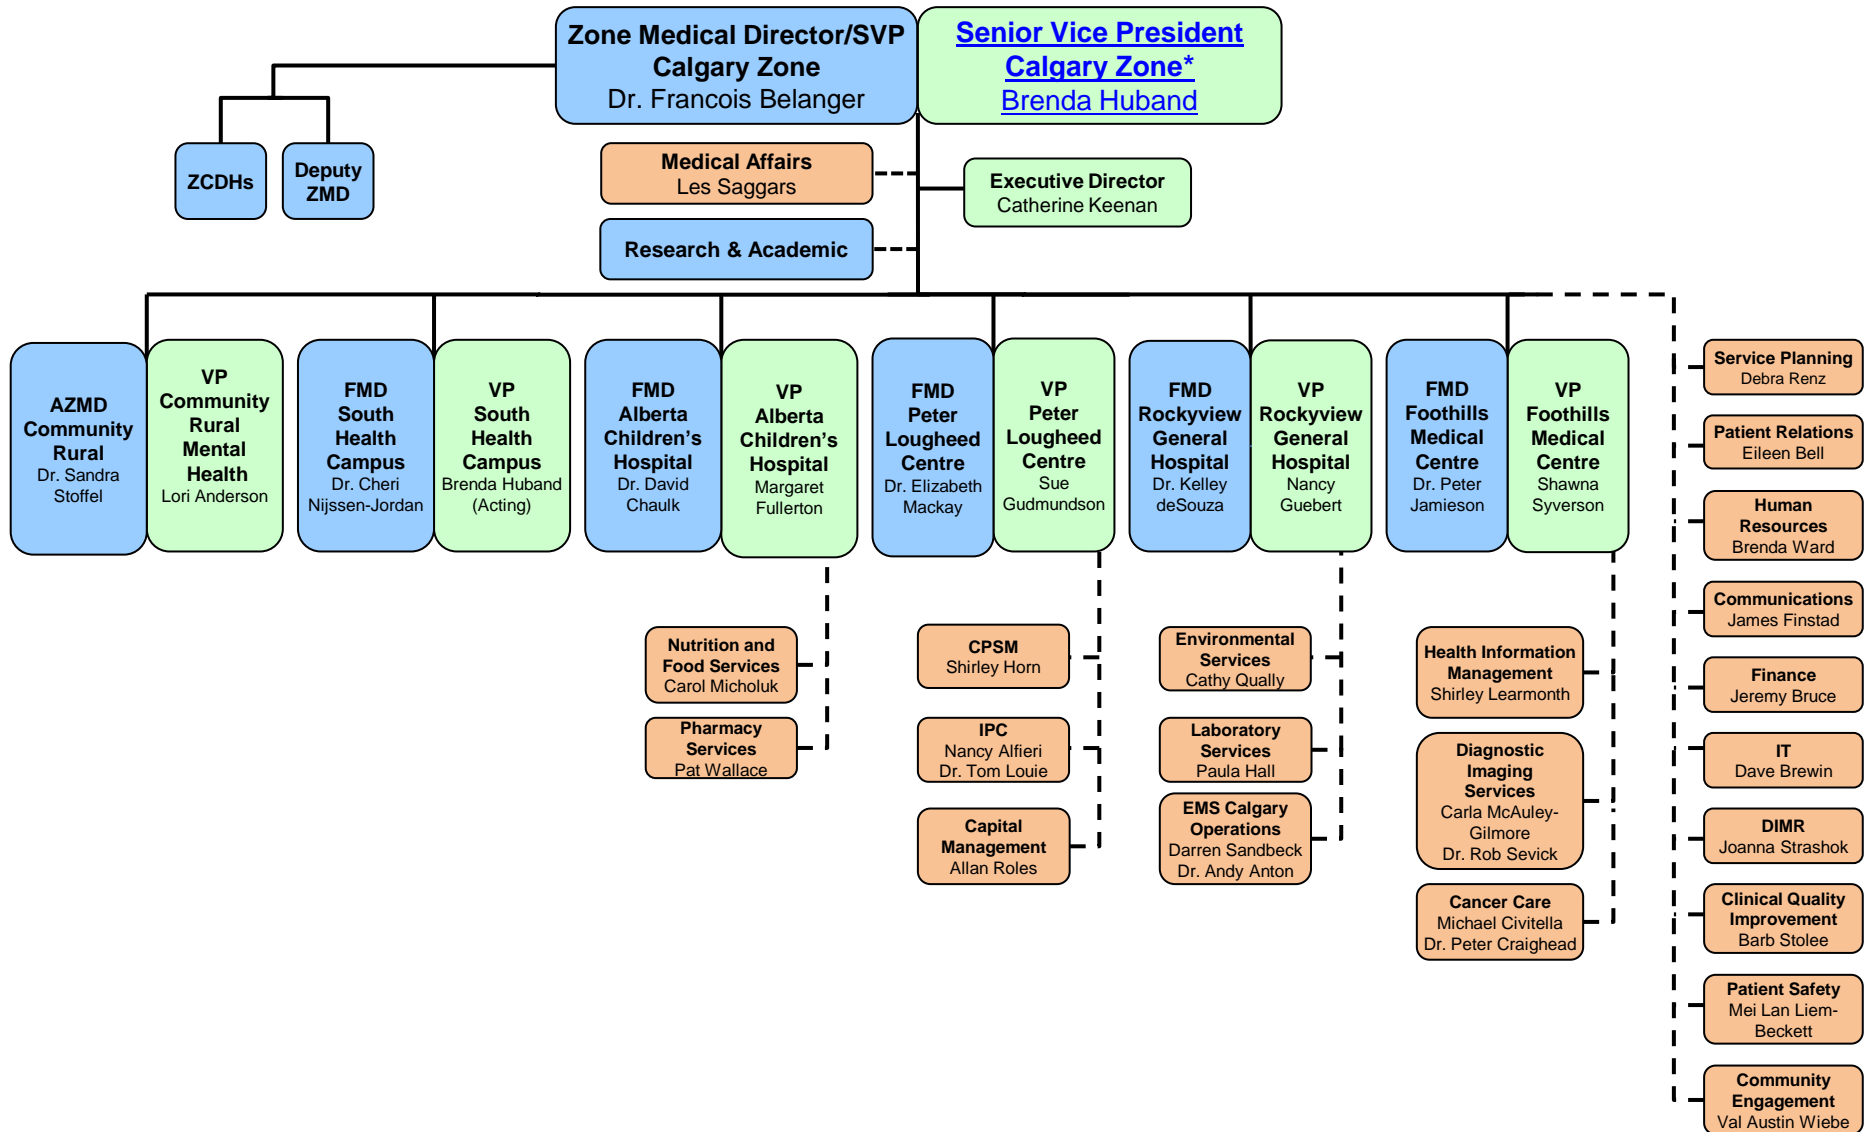 Zone Medical Director/SVP
Calgary Zone
Dr. Francois Belanger
Senior Vice President
Calgary Zone*
Brenda Huband
ZCDHs
Deputy
ZMD
Medical Affairs
Les Saggars
Executive Director
Catherine Keenan
Research & Academic
AZMD
Community
Rural
Dr. Sandra
Stoffel
VP
Community
Rural
Mental
Health
Lori Anderson
FMD
South
Health
Campus
Dr. Cheri
Nijssen-Jordan
VP
South
Health
Campus
Brenda Huband
(Acting)
FMD
Alberta
Children’s
Hospital
Dr. David
Chaulk
VP
Alberta
Children’s
Hospital
Margaret
Fullerton
FMD
Peter
Lougheed
Centre
Dr. Elizabeth
Mackay
VP
Peter
Lougheed
Centre
Sue
Gudmundson
FMD
Rockyview
General
Hospital
Dr. Kelley
deSouza
VP
Rockyview
General
Hospital
Nancy
Guebert
FMD
Foothills
Medical
Centre
Dr. Peter
Jamieson
VP
Foothills
Medical
Centre
Shawna
Syverson
Nutrition and
Food Services
Carol Micholuk
Pharmacy
Services
Pat Wallace
CPSM
Shirley Horn
IPC
Nancy Alfieri
Dr. Tom Louie
Capital
Management
Allan Roles
Environmental
Services
Cathy Qually
Laboratory
Services
Paula Hall
EMS Calgary
Operations
Darren Sandbeck
Dr. Andy Anton
Health Information
Management
Shirley Learmonth
Diagnostic
Imaging
Services
Carla McAuley-
Gilmore
Dr. Rob Sevick
Cancer Care
Michael Civitella
Dr. Peter Craighead
Service Planning
Debra Renz
Patient Relations
Eileen Bell
Human
Resources
Brenda Ward
Communications
James Finstad
Finance
Jeremy Bruce
IT
Dave Brewin
DIMR
Joanna Strashok
Clinical Quality
Improvement
Barb Stolee
Patient Safety
Mei Lan Liem-
Beckett
Community
Engagement
Val Austin Wiebe